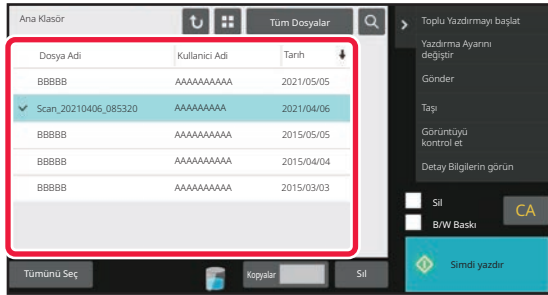 Ana Klasör
Tüm Dosyalar
Dosya Adi
Kullanici Adi
Tarih
BBBBB
AAAAAAAAAA
2021/05/05
Scan_20210406_085320
AAAAAAAAA
2021/04/06
BBBBB
AAAAAAAAAA
2015/05/05
BBBBB
AAAAAAAAAA
2015/04/04
BBBBB
AAAAAAAAAA
2015/03/03
Tümünü Seç
Kopyalar
Sıl
Toplu Yazdırmayı başlat
Yazdırma Ayarını
değiştir
Gönder
Taşı
Görüntüyü
kontrol et
Detay Bilgilerin görün
Sil
B/W Baskı
CA
Simdi yazdır